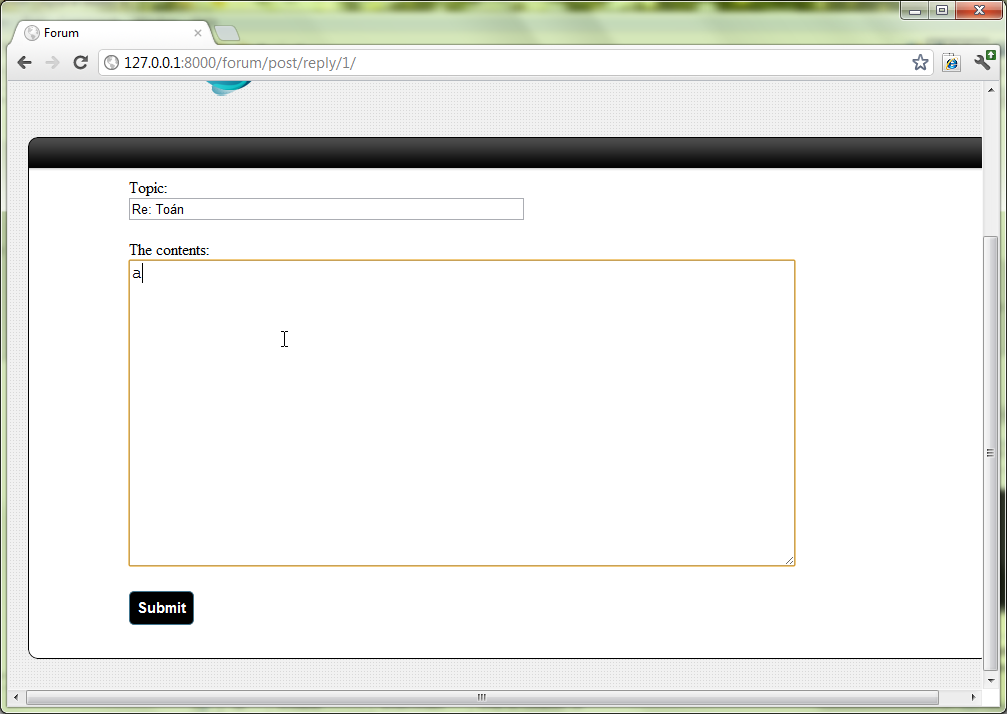 Forum
127.0.0.1:8000/forum/post/reply/1/
Topic:
Re: Toán
The contents:
a
Submit